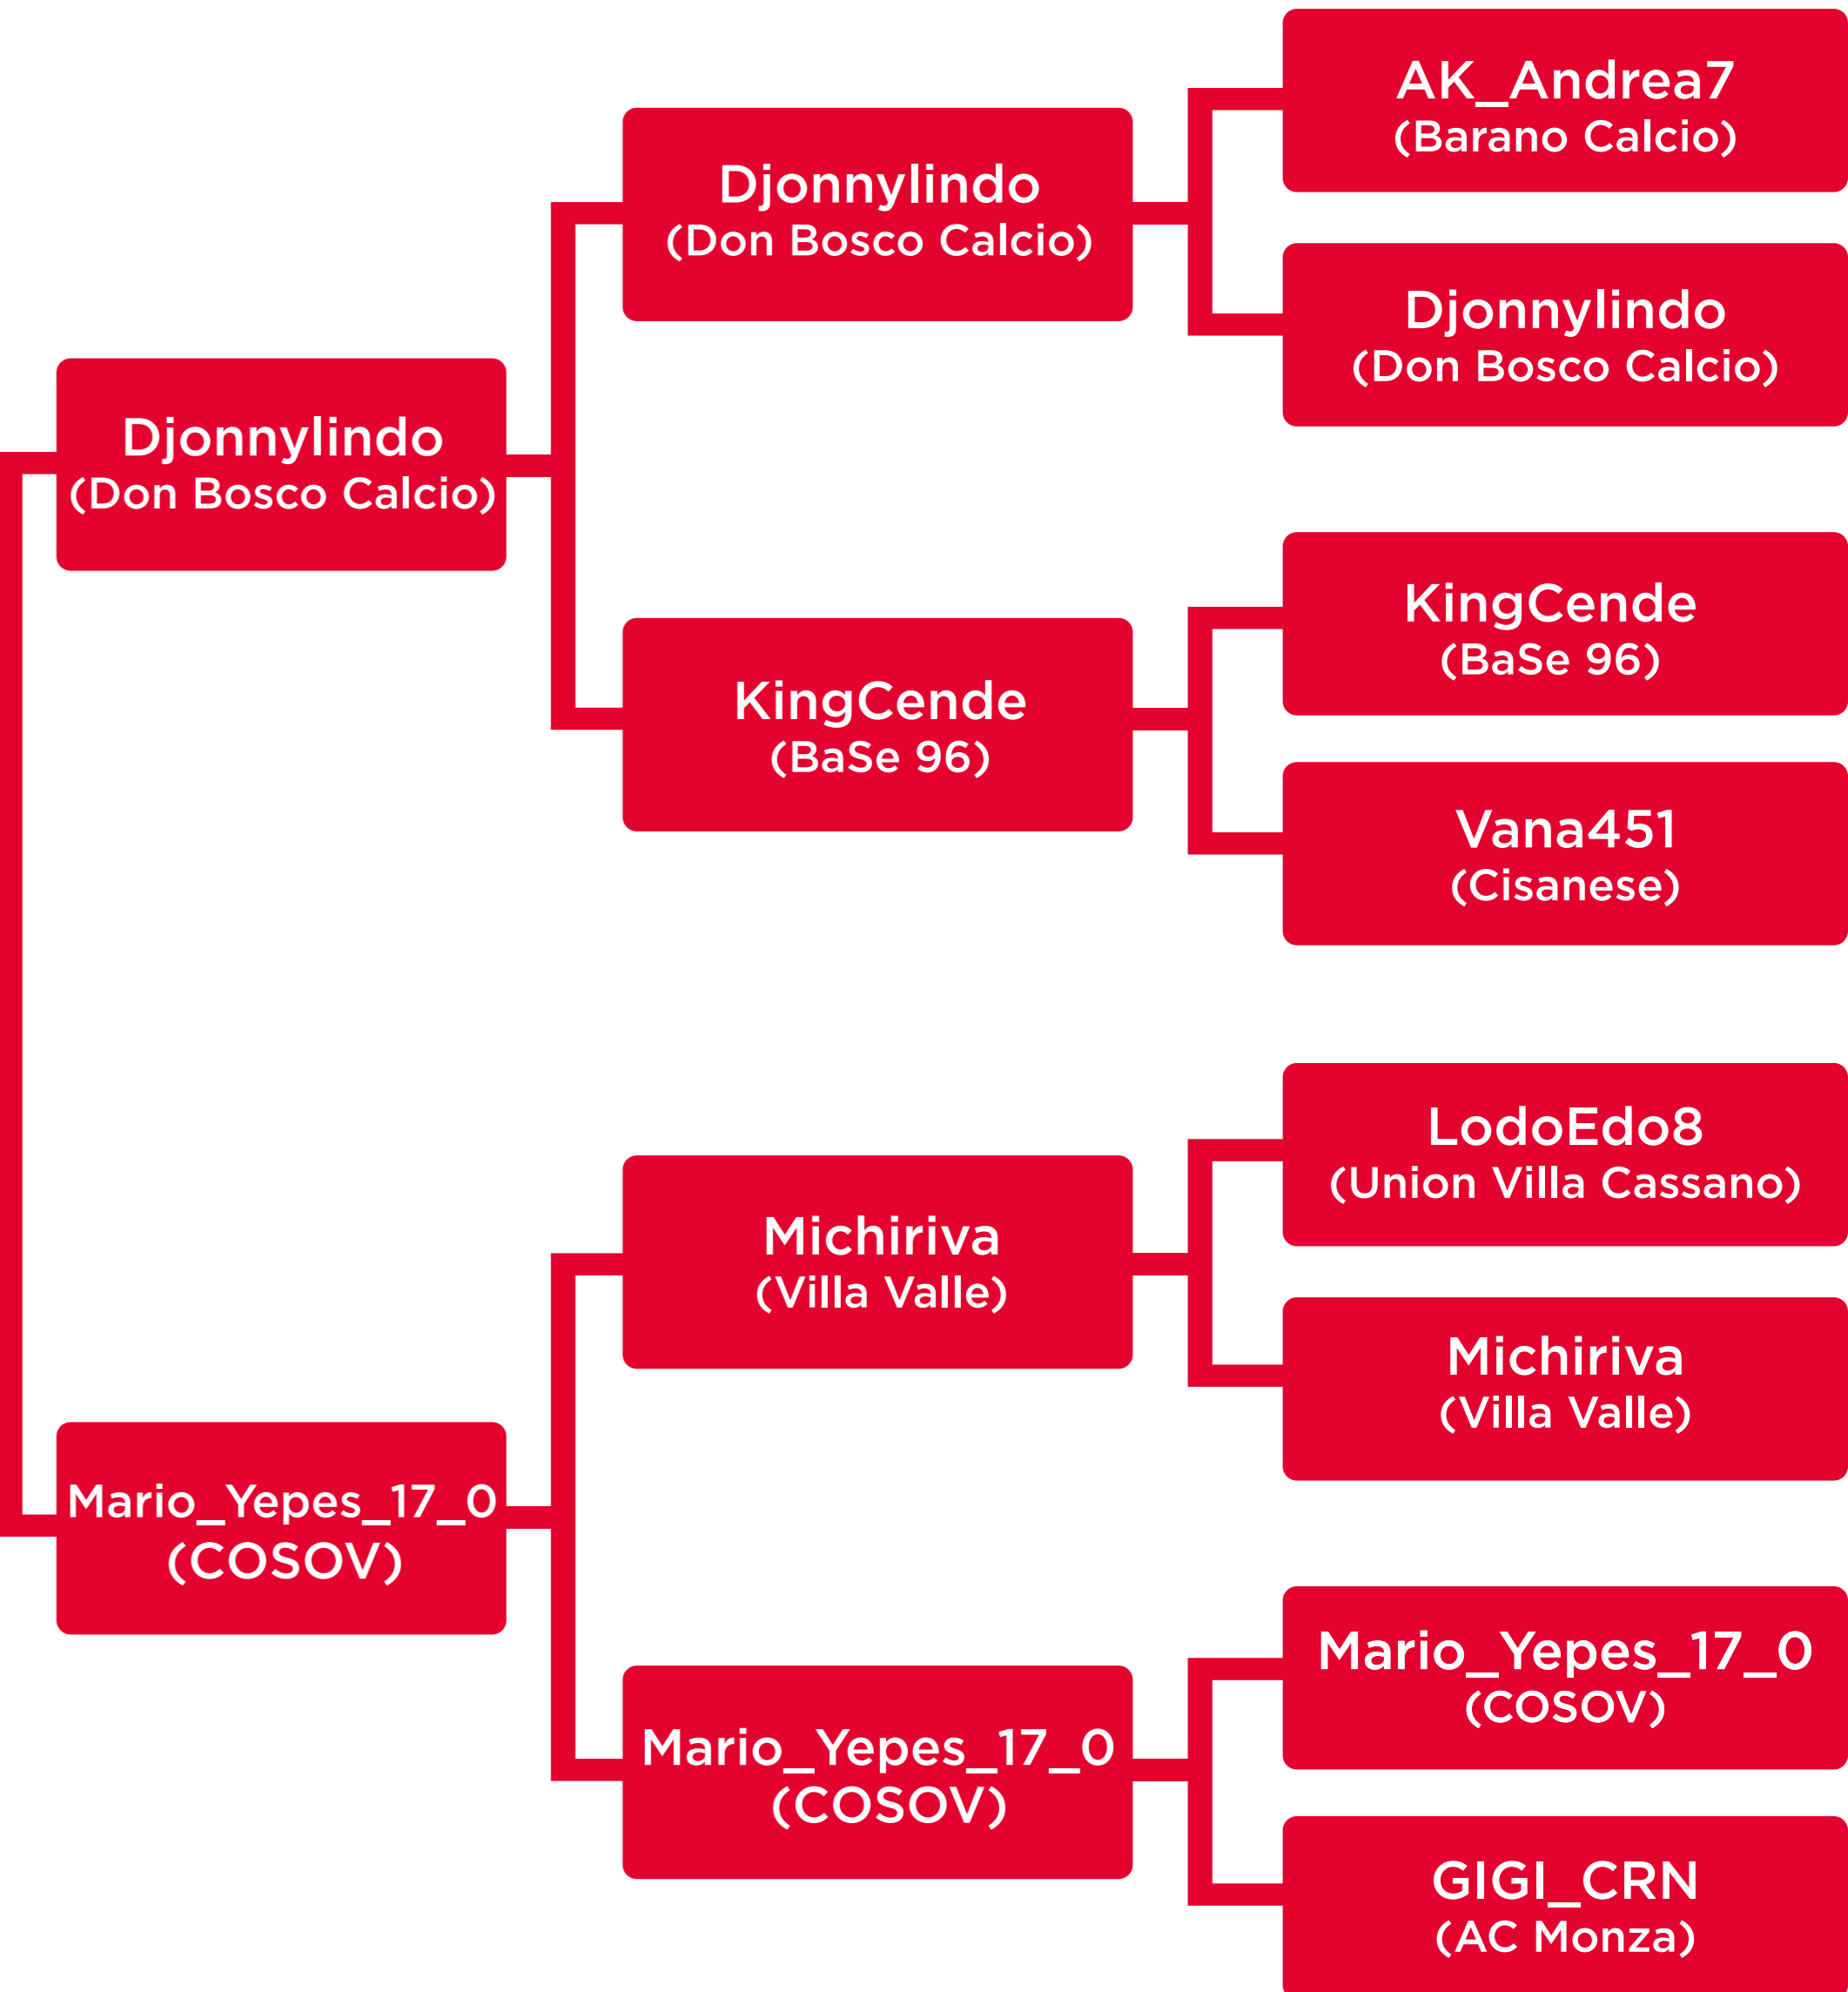 AK_Andrea7
(Barano Calcio)
Djonnylindo
(Don Bosco Calcio)
Djonnylindo
(Don Bosco Calcio)
Djonnylindo
(Don Bosco Calcio)
KingCende
(BaSe 96)
KingCende
(BaSe 96)
Vana451
(Cisanese)
LodoEdo8
(Union Villa Cassano)
Michiriva
(Villa Valle)
Michiriva
(Villa Valle)
Mario_Yepes_17_0
(COSOV)
Mario_Yepes_17_0
(COSOV)
Mario_Yepes_17_0
(COSOV)
GIGI_CRN
(AC Monza)